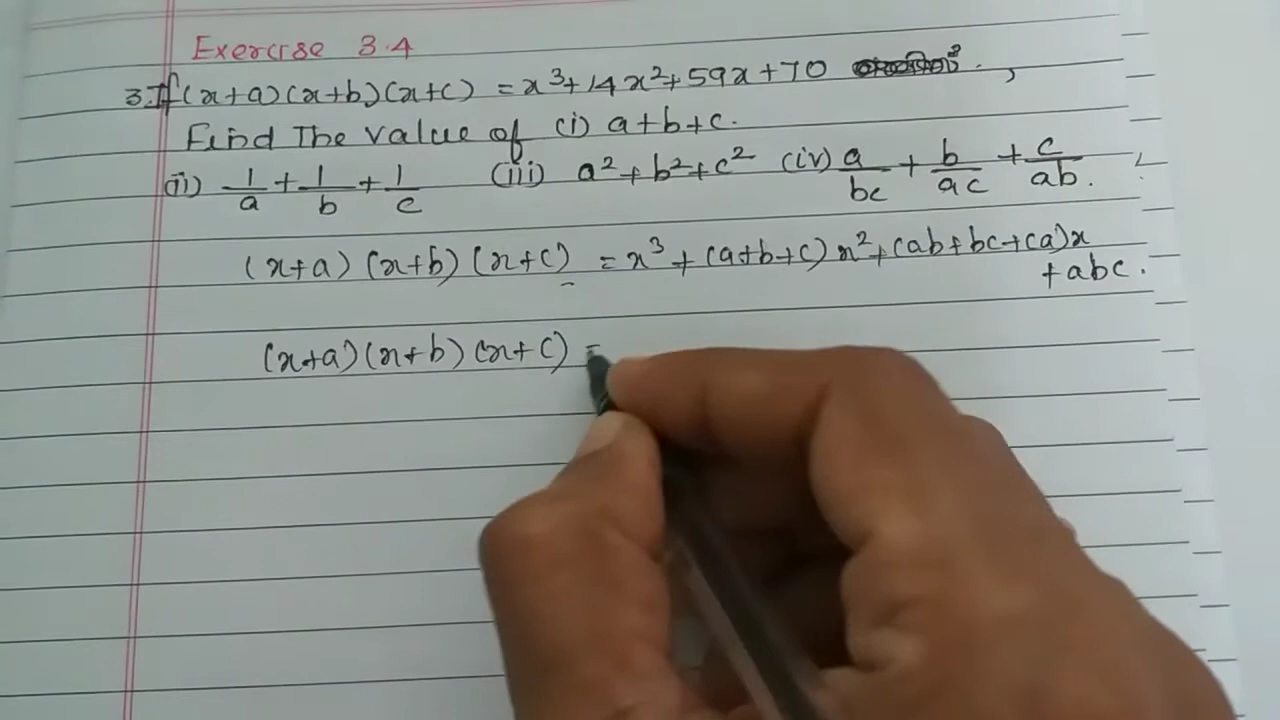 Exercise 3.4
3. If (x+a)(x+b)(x+c) = x³+14x²+59x+70 ,
Find The value of (i) a+b+c.
(ii) 1/a + 1/b + 1/c (iii) a²+b²+c² (iv) a/bc + b/ac + c/ab.
(x+a)(x+b)(x+c) = x³+(a+b+c)x²+(ab+bc+ca)x
+abc.
(x+a)(x+b)(x+c) =